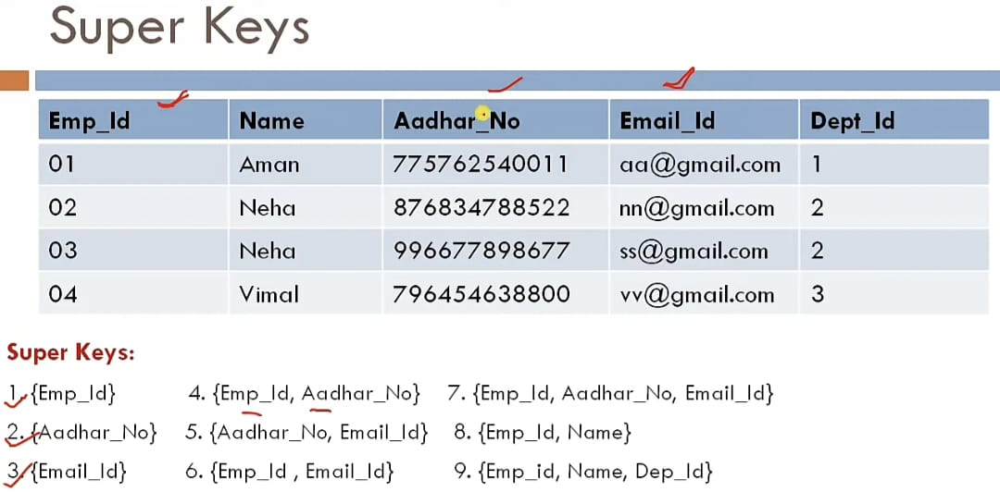 Super Keys
Emp_Id Name Aadhar_No Email_Id Dept_Id
01 Aman 775762540011 aa@gmail.com 1
02 Neha 876834788522 nn@gmail.com 2
03 Neha 996677898677 ss@gmail.com 2
04 Vimal 796454638800 vv@gmail.com 3
Super Keys:
1. {Emp_Id} 4. {Emp_Id, Aadhar_No} 7. {Emp_Id, Aadhar_No, Email_Id}
2. {Aadhar_No} 5. {Aadhar_No, Email_Id} 8. {Emp_Id, Name}
3. {Email_Id} 6. {Emp_Id , Email_Id} 9. {Emp_id, Name, Dep_Id}